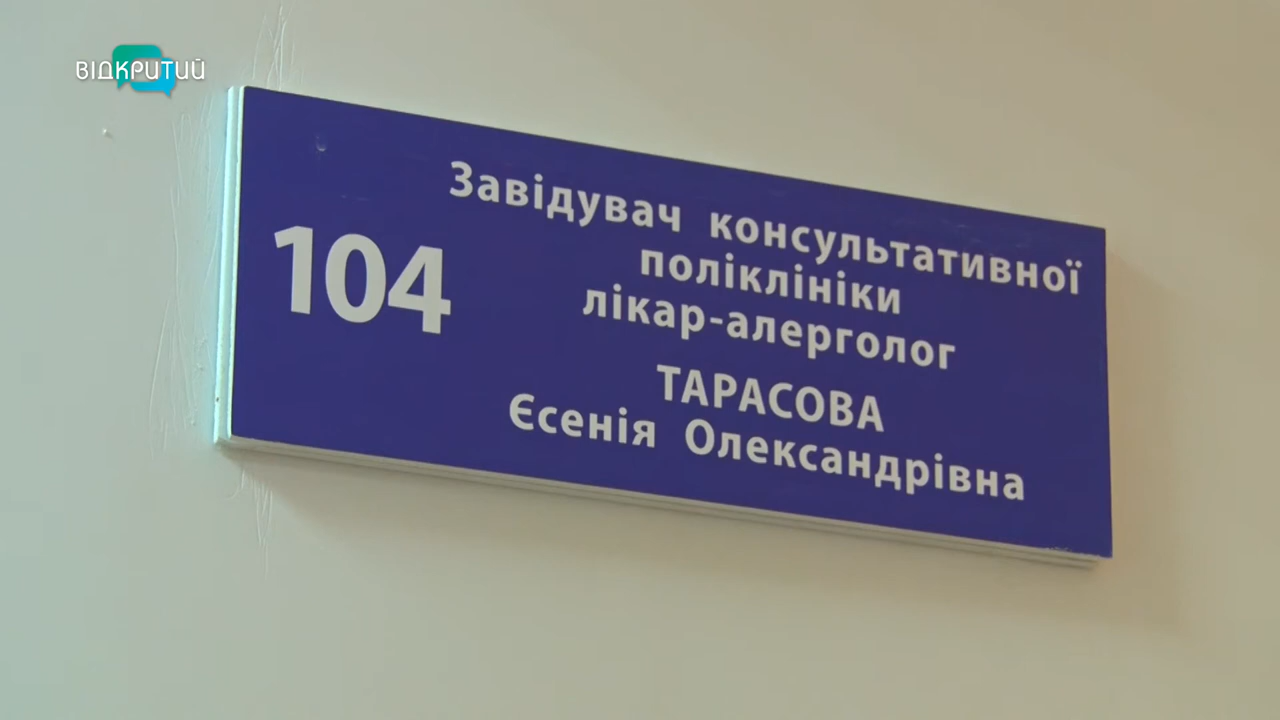 ВІДКРИТИЙ
104
Завідувач консультативної
поліклініки
лікар-алерголог
ТАРАСОВА
Єсенія Олександрівна